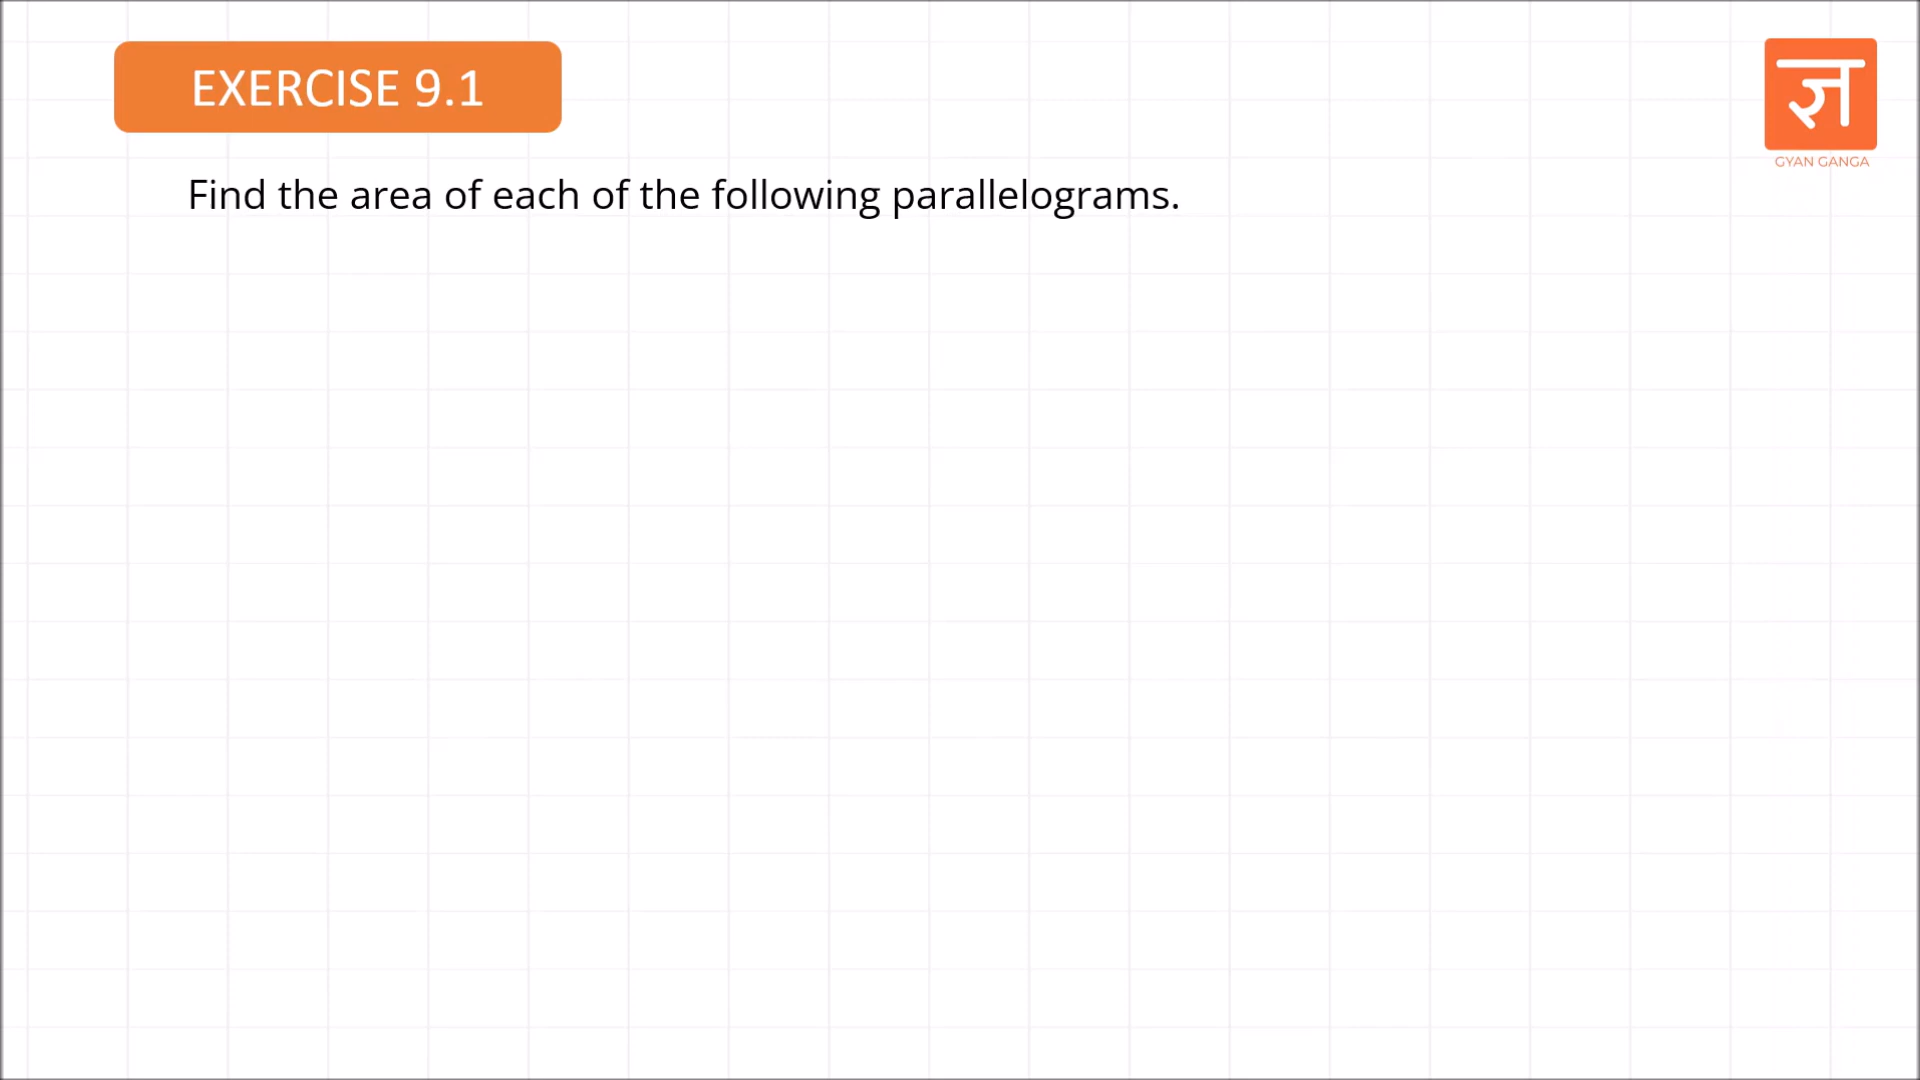 EXERCISE 9.1
ज्ञ
GYAN GANGA
Find the area of each of the following parallelograms.